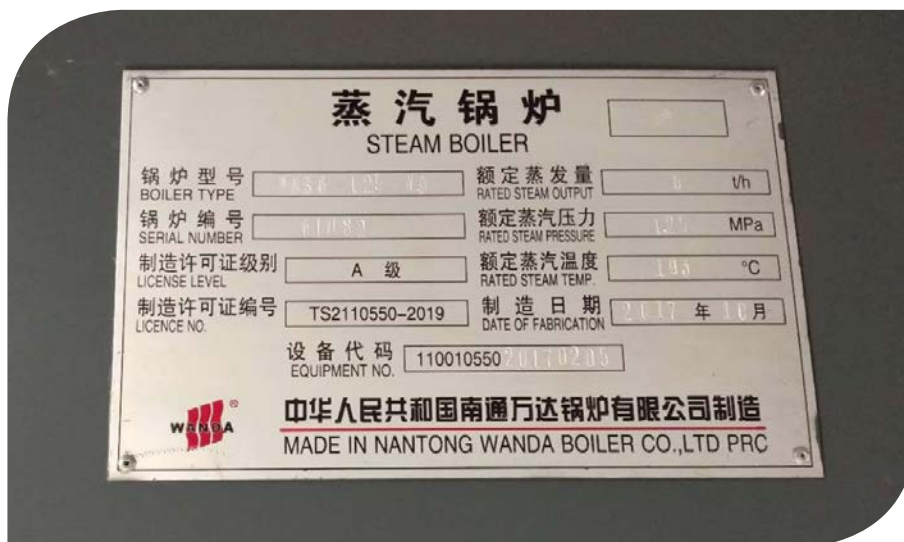 蒸汽锅炉
STEAM BOILER
锅炉型号
BOILER TYPE
额定蒸发量 6 t/h
RATED STEAM OUTPUT
锅炉编号
SERIAL NUMBER
额定蒸汽压力 MPa
RATED STEAM PRESSURE
制造许可证级别 A 级
LICENSE LEVEL
额定蒸汽温度 °C
RATED STEAM TEMP.
制造许可证编号 TS2110550-2019
LICENCE NO.
制造日期 2017 年 10 月
DATE OF FABRICATION
设备代码 11001055020170205
EQUIPMENT NO.
WANDA ®
中华人民共和国南通万达锅炉有限公司制造
MADE IN NANTONG WANDA BOILER CO.,LTD PRC